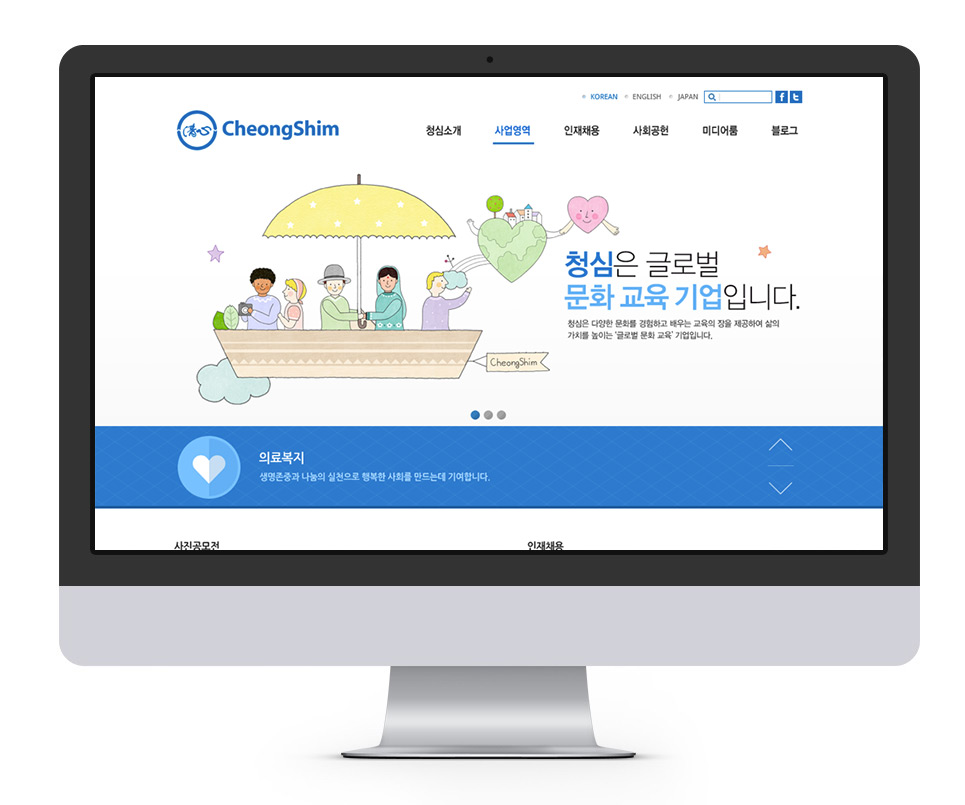 KOREAN ENGLISH JAPAN
CheongShim
청심소개 사업영역 인재채용 사회공헌 미디어룸 블로그
청심은 글로벌
문화 교육 기업입니다.
청심은 다양한 문화를 경험하고 배우는 교육의 장을 제공하여 삶의
가치를 높이는 '글로벌 문화 교육' 기업입니다.
CheongShim
의료복지
생명존중과 나눔의 실천으로 행복한 사회를 만드는데 기여합니다.
사진공모전 인재채용